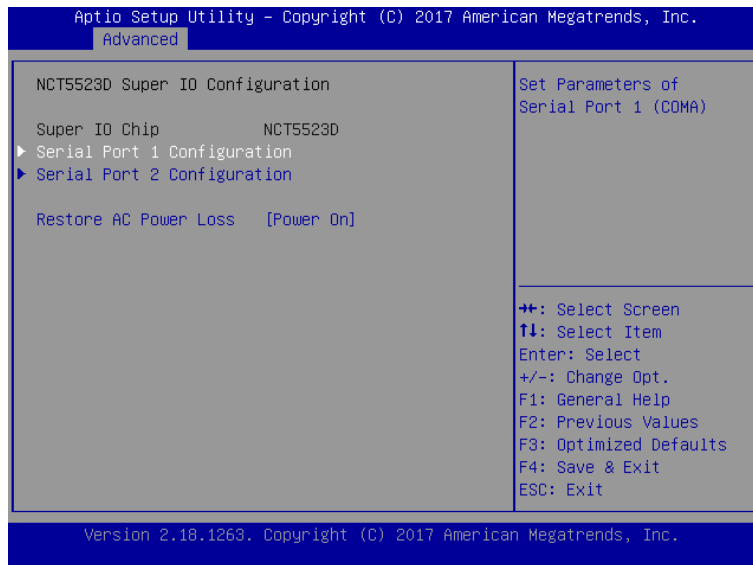 Aptio Setup Utility – Copyright (C) 2017 American Megatrends, Inc.
Advanced
NCT5523D Super IO Configuration
Super IO Chip NCT5523D
Serial Port 1 Configuration
Serial Port 2 Configuration
Restore AC Power Loss [Power On]
Set Parameters of
Serial Port 1 (COMA)
→←: Select Screen
↑↓: Select Item
Enter: Select
+/-: Change Opt.
F1: General Help
F2: Previous Values
F3: Optimized Defaults
F4: Save & Exit
ESC: Exit
Version 2.18.1263. Copyright (C) 2017 American Megatrends, Inc.